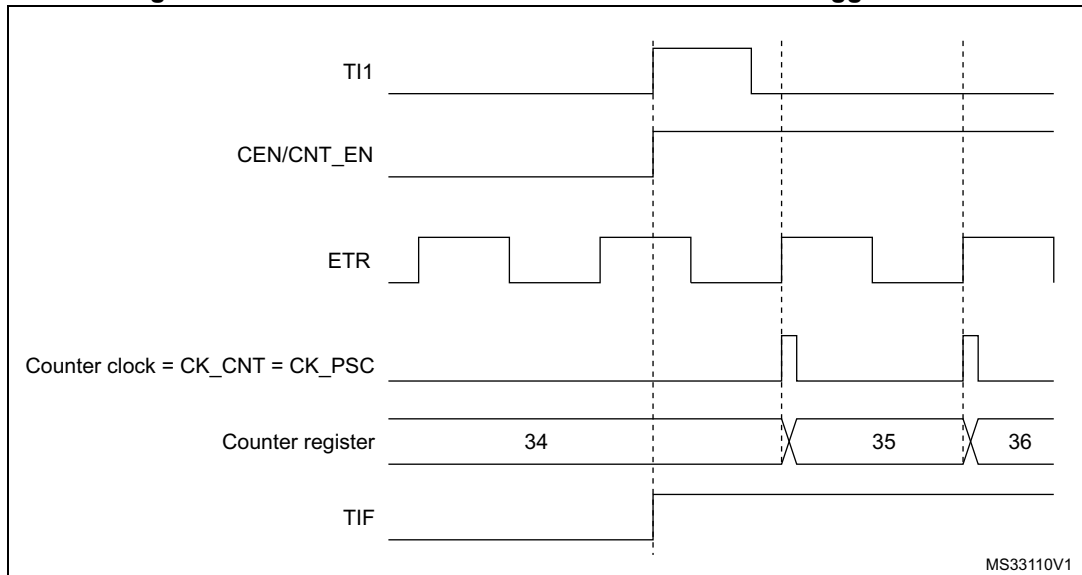 TI1
CEN/CNT_EN
ETR
Counter clock = CK_CNT = CK_PSC
Counter register
34
35
36
TIF
MS33110V1